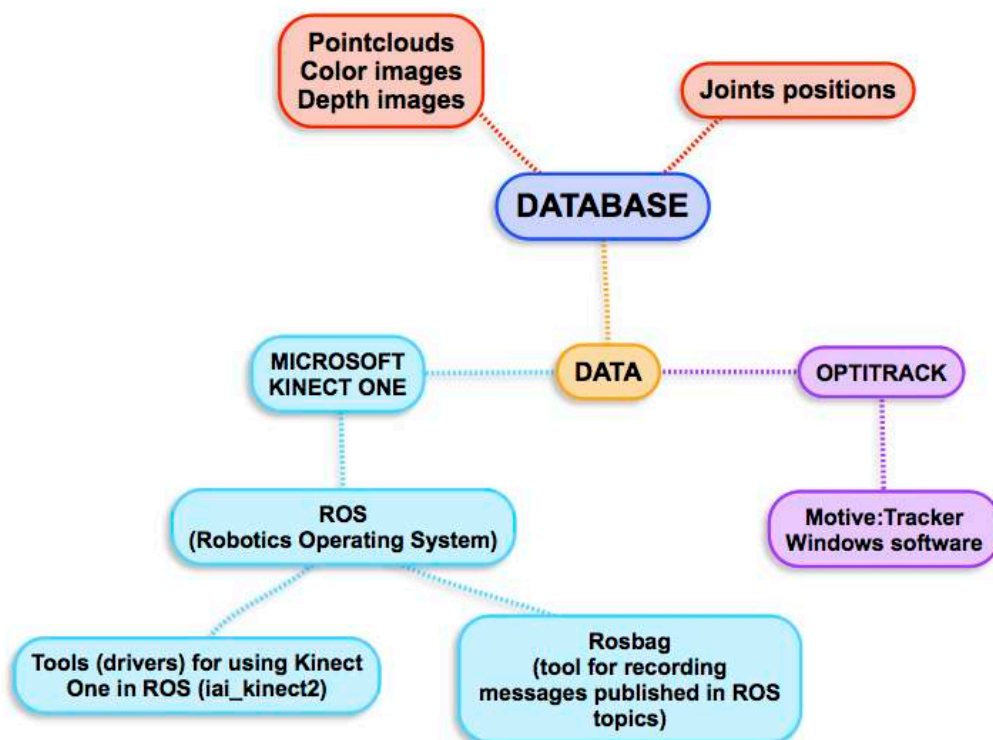 Pointclouds
Color images
Depth images
Joints positions
DATABASE
MICROSOFT
KINECT ONE
DATA
OPTITRACK
ROS
(Robotics Operating System)
Motive:Tracker
Windows software
Tools (drivers) for using Kinect
One in ROS (iai_kinect2)
Rosbag
(tool for recording
messages published in ROS
topics)